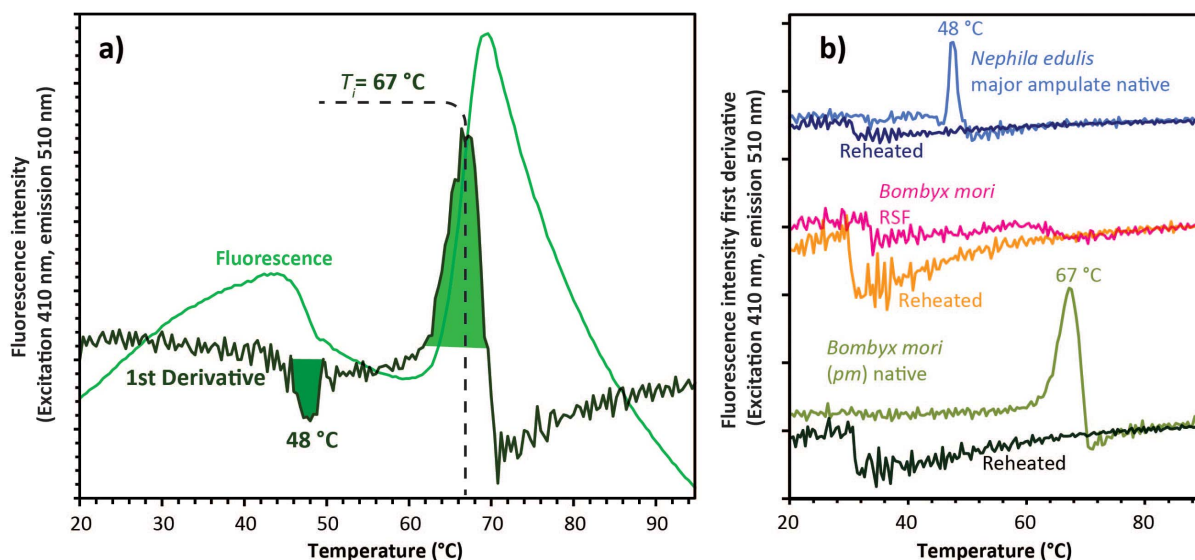 a)
T_i= 67 °C
Fluorescence
1st Derivative
48 °C
Fluorescence intensity
(Excitation 410 nm, emission 510 nm)
20 30 40 50 60 70 80 90
Temperature (°C)
b)
48 °C
Nephila edulis
major ampulate native
Reheated
Bombyx mori
RSF
Reheated
67 °C
Bombyx mori
(pm) native
Reheated
Fluorescence intensity first derivative
(Excitation 410 nm, emission 510 nm)
20 40 60 80
Temperature (°C)